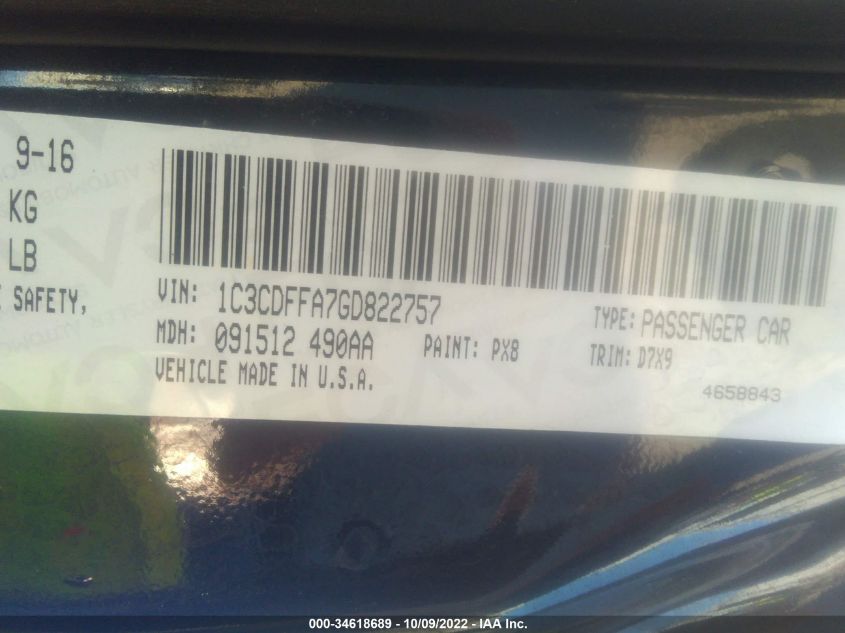 9-16
KG
LB
SAFETY,
VIN: 1C3CDFFA7GD822757
TYPE: PASSENGER CAR
MDH: 091512 490AA
PAINT: PX8
TRIM: D7X9
VEHICLE MADE IN U.S.A.
4658843
000-34618689 - 10/09/2022 - IAA Inc.